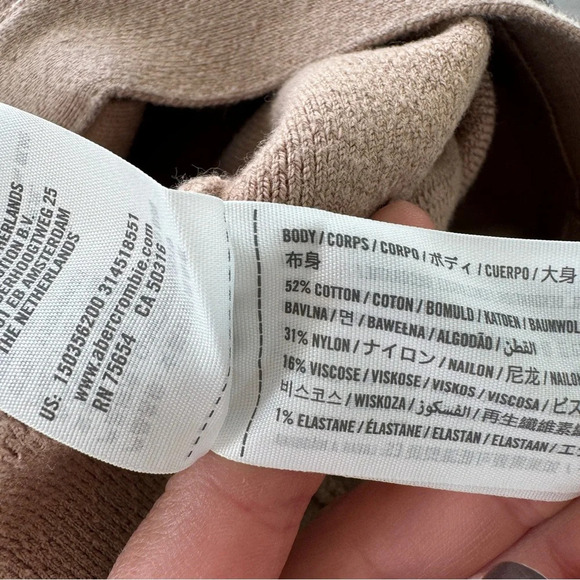 THERLANDS
TION B.V.
HOOGTNEG 25
EB AMSTERDAM
THE NETHERLANDS
US: 150356200 314518551
www.abercrombie.com
RN 75654 CA 50316
BODY / CORPS / CORPO / ボディ / CUERPO / 大身
布身
52% COTTON / COTON / BOMULD / KATOEN / BAUMWOL
BAVLNA / 면 / BAWEŁNA / ALGODÃO / القطن
31% NYLON / ナイロン / NAILON / 尼龙 / NAILON
16% VISCOSE / VISKOSE / VISKOS / VISCOSA / ビス
비스코스 / WISKOZA / الفسكوز / 再生纖維素纖
1% ELASTANE / ÉLASTANE / ELASTAN / ELASTAAN / エラ